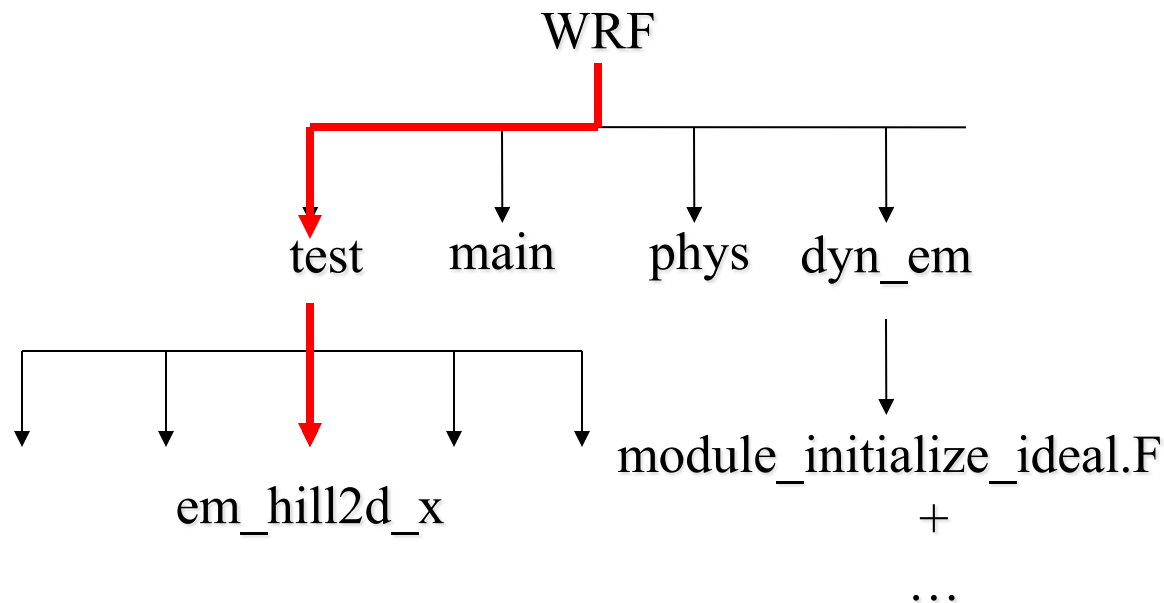 WRF
test main phys dyn_em
module_initialize_ideal.F
em_hill2d_x
+
…